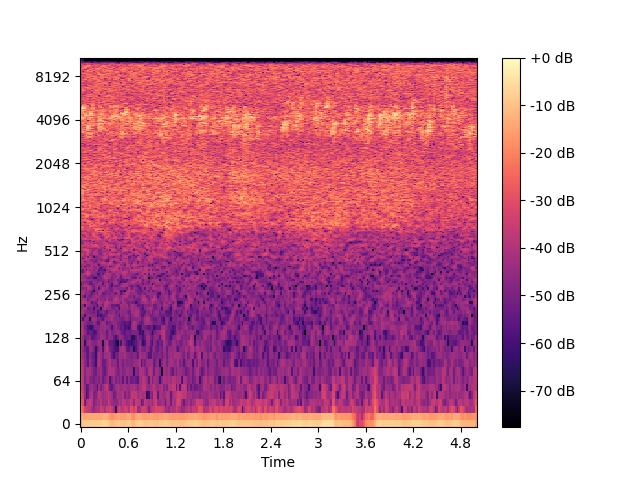 +0 dB
8192
-10 dB
4096
-20 dB
2048
-30 dB
1024
-40 dB
Hz
512
-50 dB
256
128
-60 dB
64
-70 dB
0
0 0.6 1.2 1.8 2.4 3 3.6 4.2 4.8
Time